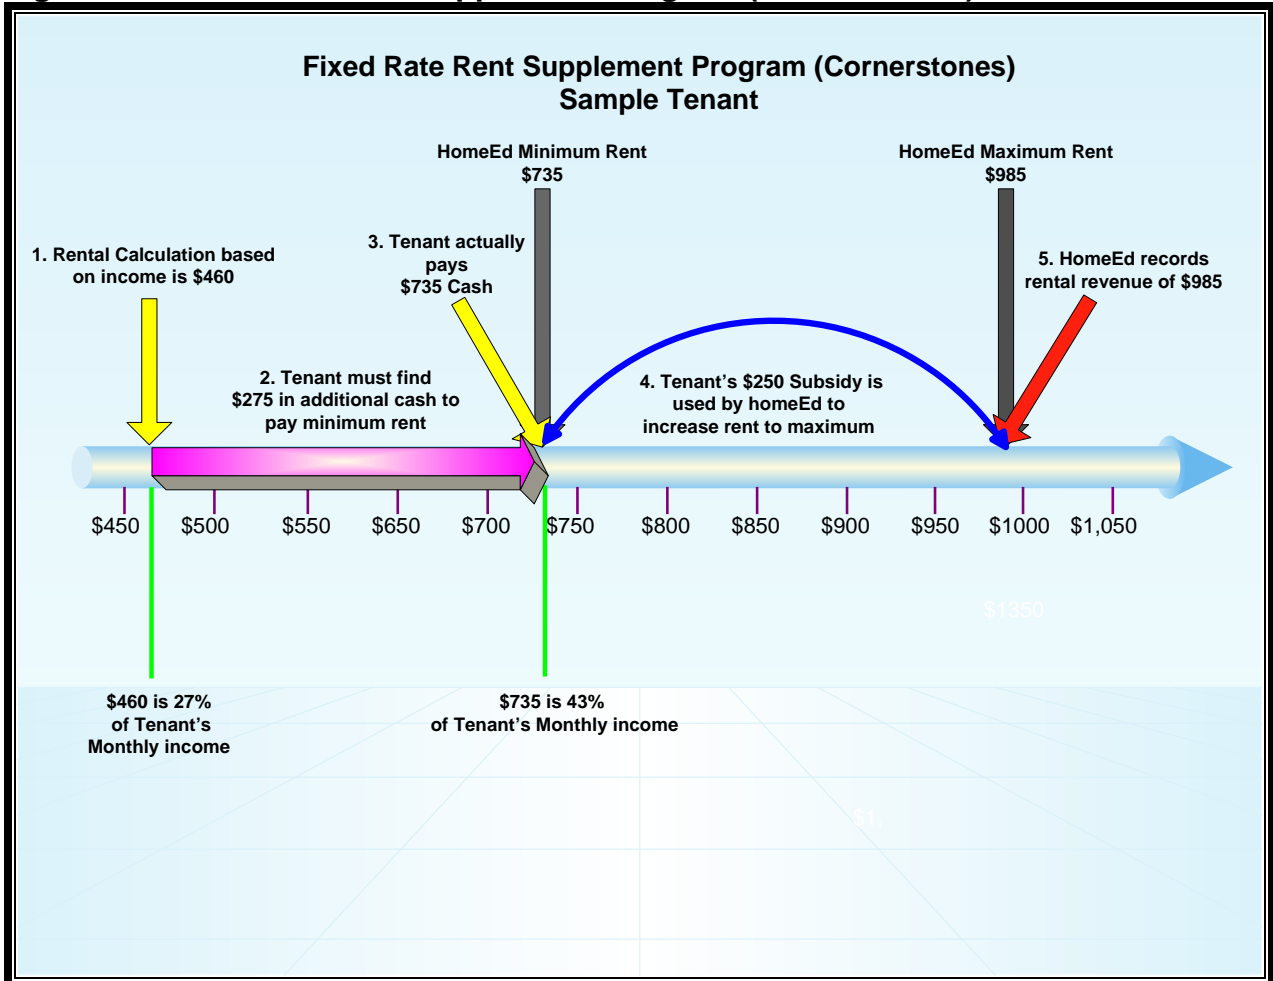 Fixed Rate Rent Supplement Program (Cornerstones)
Sample Tenant
HomeEd Minimum Rent
$735
HomeEd Maximum Rent
$985
1. Rental Calculation based
on income is $460
3. Tenant actually
pays
$735 Cash
5. HomeEd records
rental revenue of $985
2. Tenant must find
$275 in additional cash to
pay minimum rent
4. Tenant’s $250 Subsidy is
used by homeEd to
increase rent to maximum
$450 $500 $550 $650 $700 $750 $800 $850 $900 $950 $1000 $1,050
$1350
$460 is 27%
of Tenant’s
Monthly income
$735 is 43%
of Tenant’s Monthly income
$1,